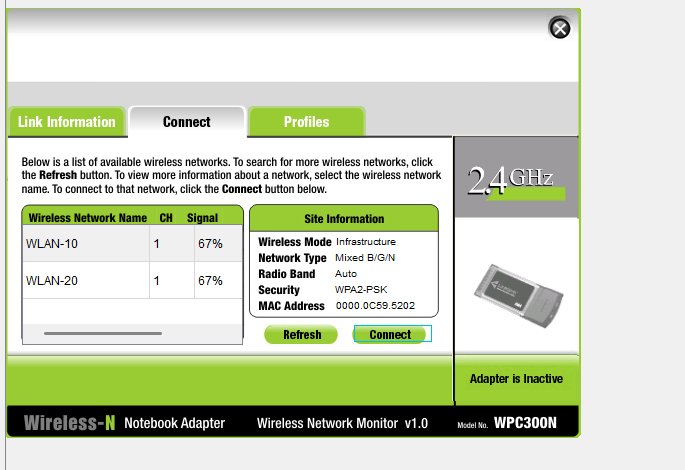 Link Information
Connect
Profiles
Below is a list of available wireless networks. To search for more wireless networks, click
the Refresh button. To view more information about a network, select the wireless network
name. To connect to that network, click the Connect button below.
2.4GHz
Wireless Network Name CH Signal
WLAN-10 1 67%
WLAN-20 1 67%
Site Information
Wireless Mode Infrastructure
Network Type Mixed B/G/N
Radio Band Auto
Security WPA2-PSK
MAC Address 0000.0C59.5202
Refresh
Connect
Adapter is Inactive
Wireless-N Notebook Adapter Wireless Network Monitor v1.0 Model No. WPC300N